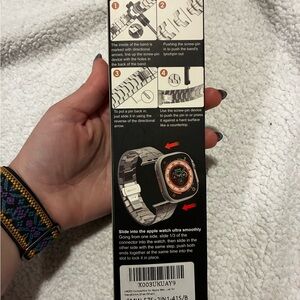 1
2
The inside of the band is
marked with directional
arrows, line up the screw-pin
device with the holes in
the back of the band.
Pushing the screw-pin
in to push the band's
pin out
3
4
To put a pin back in
just slide it in using the
reverse of the directional
arrow.
Use the screw-pin device
to push the pin in or press
it against a hard surface
like a countertop.
Slide into the apple watch ultra smoothly
Going from one side, slide 1/3 of the
connector into the watch, then slide in the
other side with the same step, push both
ends together at the same time into the
slot to lock it in place.
X003UKUAY9